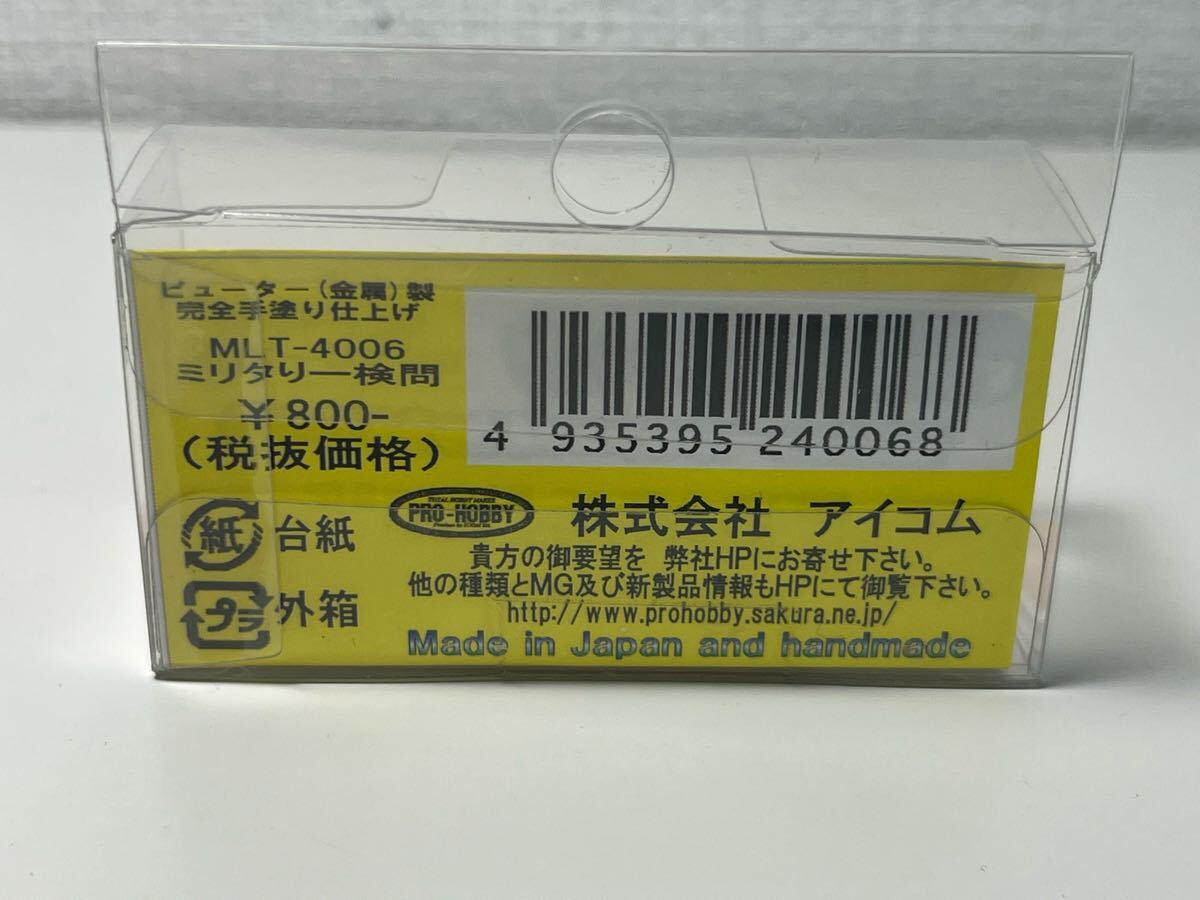 ピューター(金属)製
完全手塗り仕上げ
MLT-4006
ミリタリー検問
¥800-
(税抜価格)
4 935395 240068
紙 台紙
プラ 外箱
TOTAL HOBBY MAKER
PRO-HOBBY
株式会社 アイコム
貴方の御要望を 弊社HPにお寄せ下さい。
他の種類とMG及び新製品情報もHPにて御覧下さい。
http://www.prohobby.sakura.ne.jp/
Made in Japan and handmade